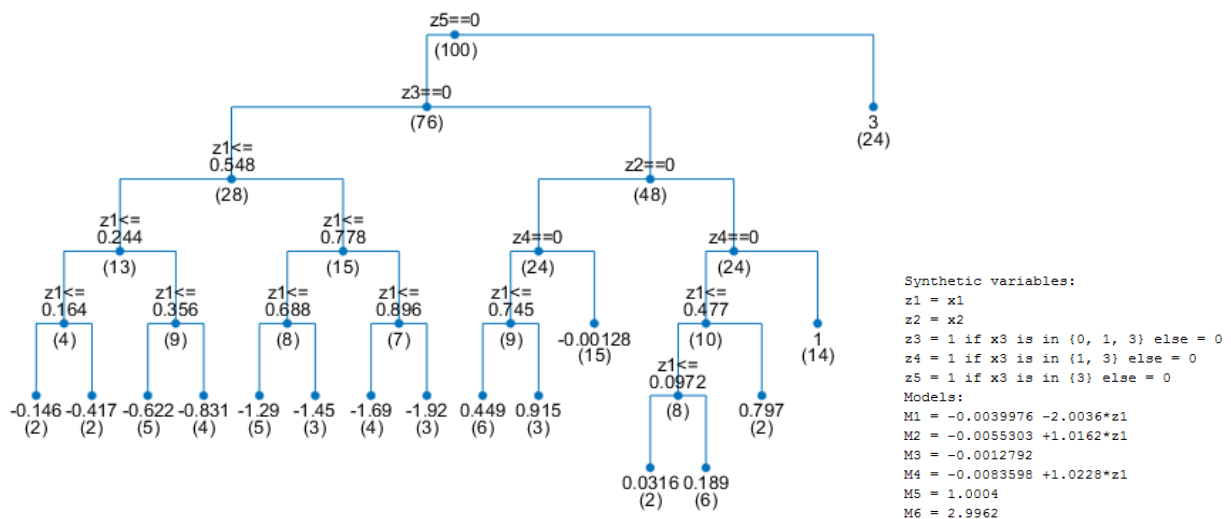 z5==0
(100)
z3==0
(76)
3
(24)
z1<=
0.548
(28)
z2==0
(48)
z1<=
0.244
(13)
z1<=
0.778
(15)
z4==0
(24)
z4==0
(24)
z1<=
0.164
(4)
z1<=
0.356
(9)
z1<=
0.688
(8)
z1<=
0.896
(7)
z1<=
0.745
(9)
-0.00128
(15)
z1<=
0.477
(10)
1
(14)
z1<=
0.0972
(8)
-0.146 -0.417 -0.622 -0.831 -1.29 -1.45 -1.69 -1.92 0.449 0.915 0.797
(2) (2) (5) (4) (5) (3) (4) (3) (6) (3) (2)
0.0316 0.189
(2) (6)
Synthetic variables:
z1 = x1
z2 = x2
z3 = 1 if x3 is in {0, 1, 3} else = 0
z4 = 1 if x3 is in {1, 3} else = 0
z5 = 1 if x3 is in {3} else = 0
Models:
M1 = -0.0039976 -2.0036*z1
M2 = -0.0055303 +1.0162*z1
M3 = -0.0012792
M4 = -0.0083598 +1.0228*z1
M5 = 1.0004
M6 = 2.9962